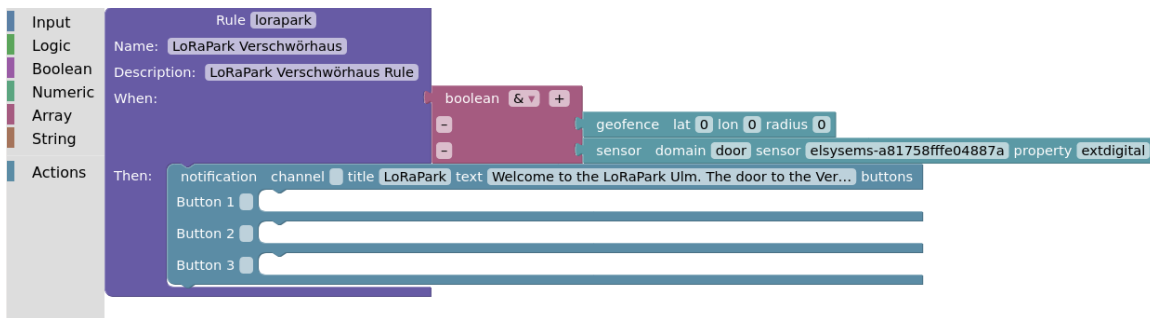 Input
Logic
Boolean
Numeric
Array
String
Actions
Rule lorapark
Name: LoRaPark Verschwörhaus
Description: LoRaPark Verschwörhaus Rule
When:
boolean & ▾ +
−
geofence lat 0 lon 0 radius 0
−
sensor domain door sensor elsysems-a81758fffe04887a property extdigital
Then:
notification channel title LoRaPark text Welcome to the LoRaPark Ulm. The door to the Ver... buttons
Button 1
Button 2
Button 3